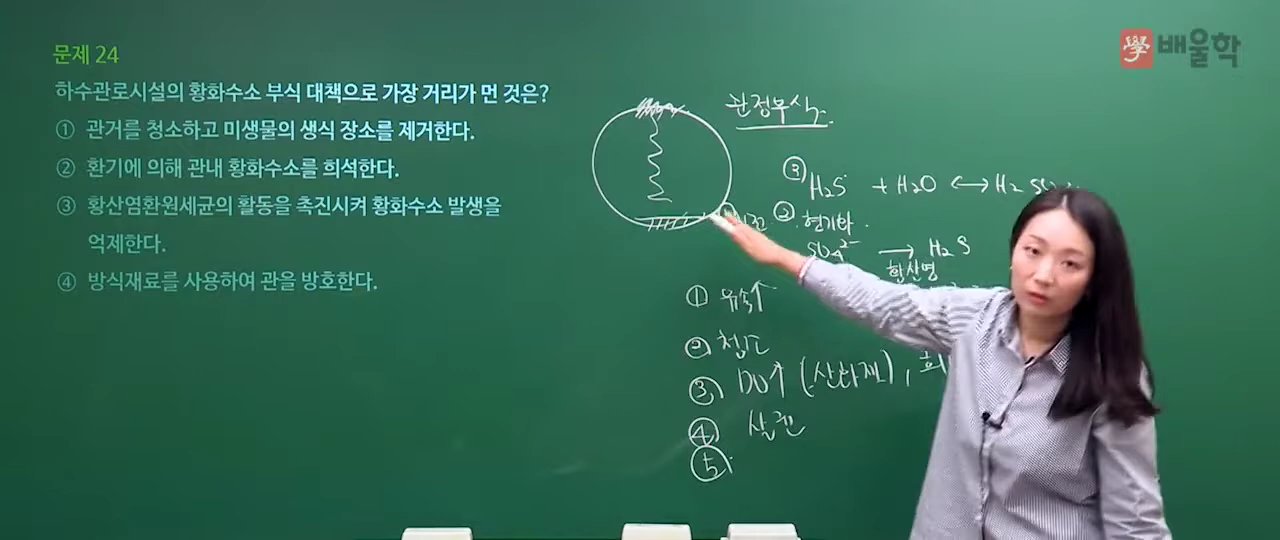 學 배울학
문제 24
하수관로시설의 황화수소 부식 대책으로 가장 거리가 먼 것은?
① 관거를 청소하고 미생물의 생식 장소를 제거한다.
② 환기에 의해 관내 황화수소를 희석한다.
③ 황산염환원세균의 활동을 촉진시켜 황화수소 발생을
억제한다.
④ 방식재료를 사용하여 관을 방호한다.
관정부식
③ H₂S + H₂O ⟷ H₂
② 혐기화
SO₄²⁻ ⟶ H₂S
황산염
① 유속↑
② 청소
③ DO↑ (산화제),
④ 살균
⑤